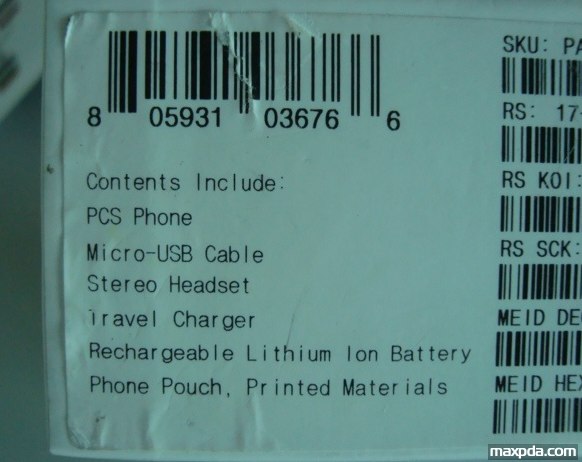 8 05931 03676 6
Contents Include:
PCS Phone
Micro-USB Cable
Stereo Headset
Travel Charger
Rechargeable Lithium Ion Battery
Phone Pouch, Printed Materials
SKU: PA
RS: 17-
RS KOI:
RS SCK:
MEID DE
MEID HEX
maxpda.com